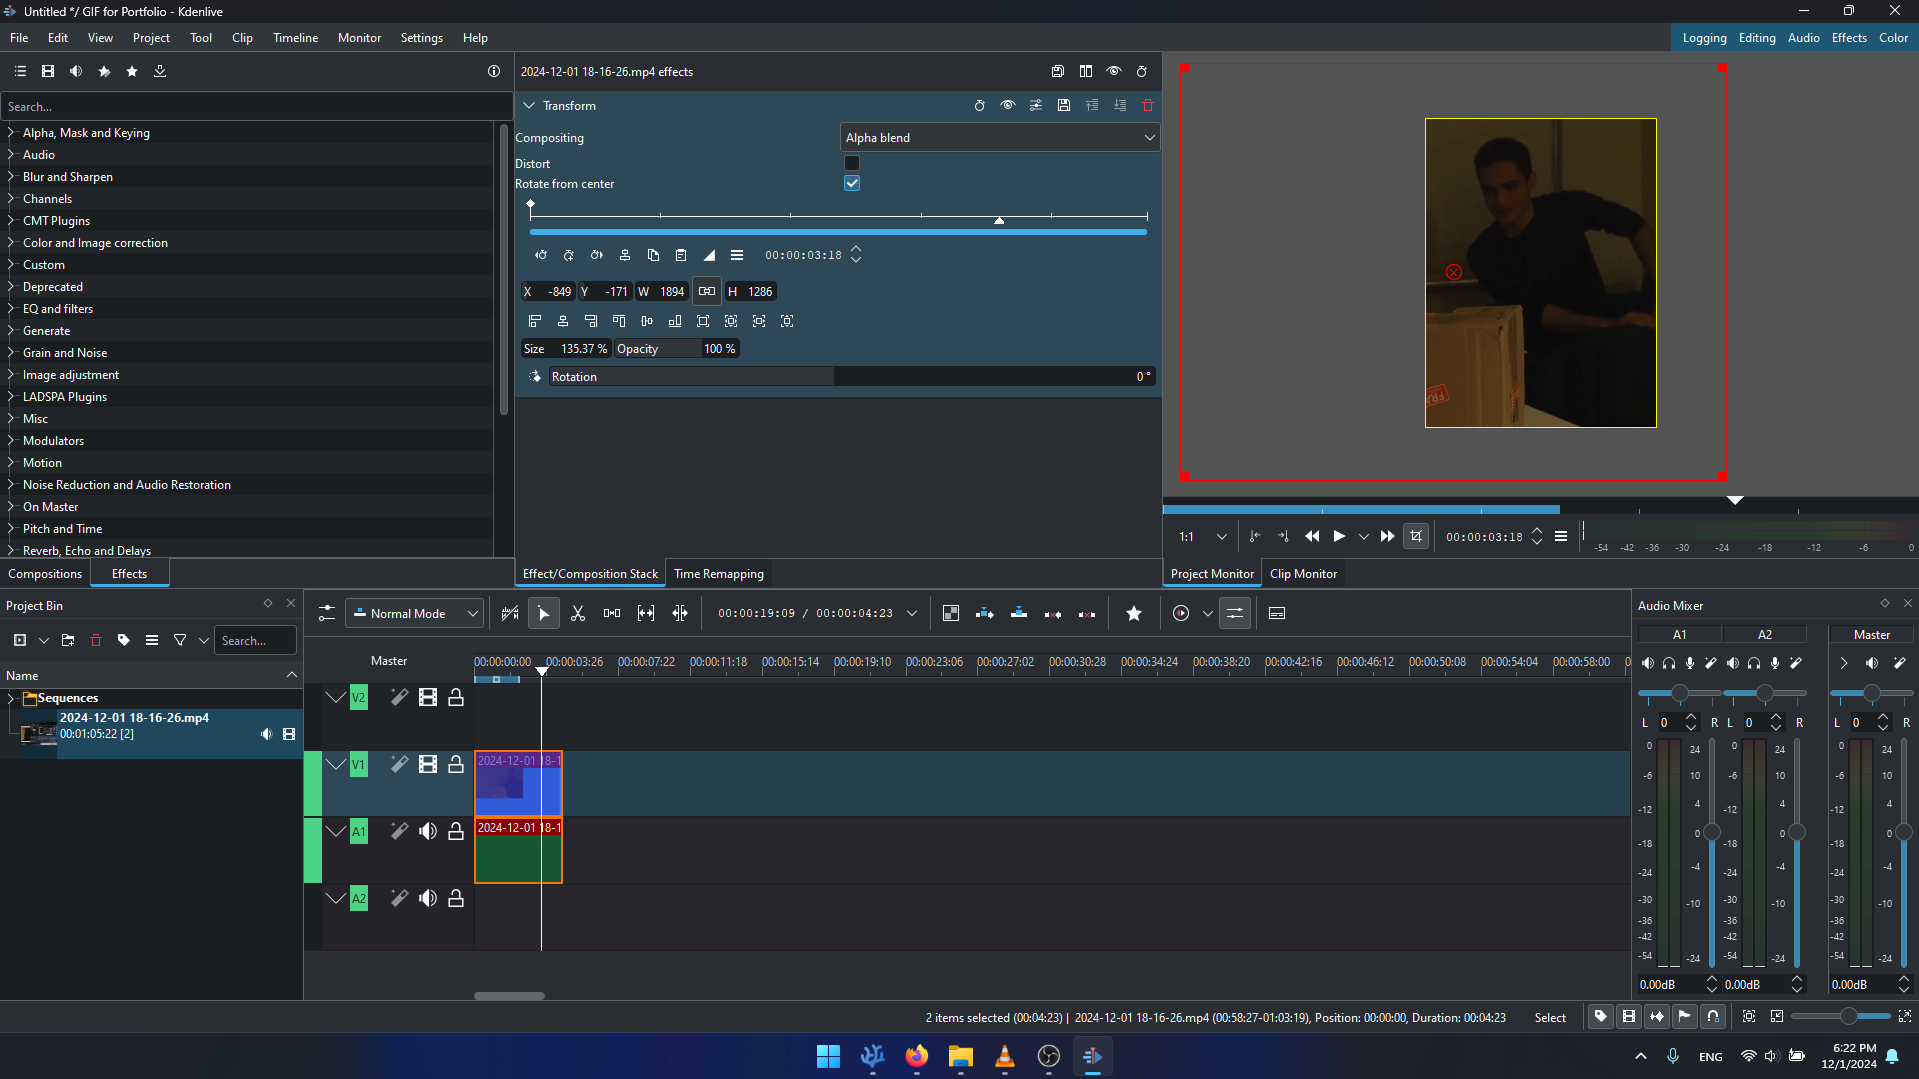 Untitled */ GIF for Portfolio - Kdenlive
File Edit View Project Tool Clip Timeline Monitor Settings Help
Logging Editing Audio Effects Color
Search...
Alpha, Mask and Keying
Audio
Blur and Sharpen
Channels
CMT Plugins
Color and Image correction
Custom
Deprecated
EQ and filters
Generate
Grain and Noise
Image adjustment
LADSPA Plugins
Misc
Modulators
Motion
Noise Reduction and Audio Restoration
On Master
Pitch and Time
Reverb, Echo and Delays
Compositions Effects
2024-12-01 18-16-26.mp4 effects
Transform
Compositing Alpha blend
Distort
Rotate from center
00:00:03:18
X -849 Y -171 W 1894 H 1286
Size 135.37 % Opacity 100 %
Rotation 0°
Effect/Composition Stack Time Remapping
FRA
1:1 00:00:03:18
-54 -42 -36 -30 -24 -18 -12 -6 0
Project Monitor Clip Monitor
Project Bin
Search...
Name
Sequences
2024-12-01 18-16-26.mp4
00:01:05:22 [2]
Normal Mode 00:00:19:09 / 00:00:04:23
Master
00:00:00:00 00:00:03:26 00:00:07:22 00:00:11:18 00:00:15:14 00:00:19:10 00:00:23:06 00:00:27:02 00:00:30:28 00:00:34:24 00:00:38:20 00:00:42:16 00:00:46:12 00:00:50:08 00:00:54:04 00:00:58:00 0
V2
V1 2024-12-01 18-1
A1 2024-12-01 18-1
A2
Audio Mixer
A1 A2 Master
L 0 R L 0 R L 0 R
0 24 0 24 0 24
-6 10 -6 10 -6 10
-12 4 -12 4 -12 4
0 0 0
-18 -18 -18
-4 -4 -4
-24 -24 -24
-30 -10 -30 -10 -30 -10
-36 -36 -36
-42 -42 -42
-54 -24 -54 -24 -54 -24
0.00dB 0.00dB 0.00dB
2 items selected (00:04:23) | 2024-12-01 18-16-26.mp4 (00:58:27-01:03:19), Position: 00:00:00, Duration: 00:04:23 Select
ENG
6:22 PM
12/1/2024